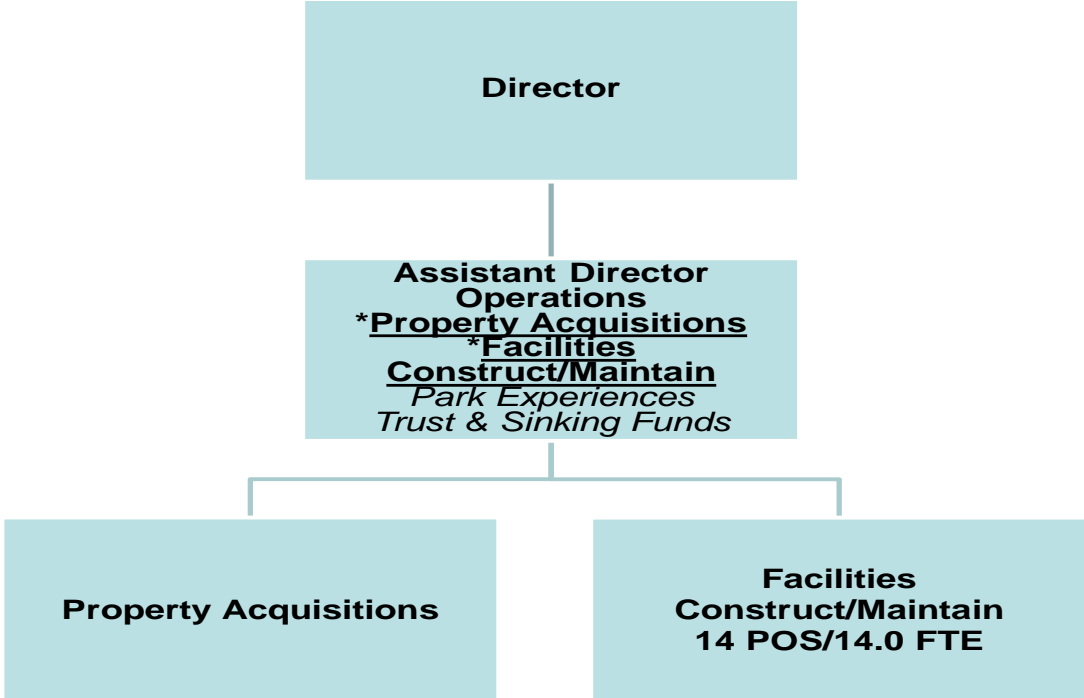 Director
Assistant Director
Operations
*Property Acquisitions
*Facilities
Construct/Maintain
Park Experiences
Trust & Sinking Funds
Property Acquisitions
Facilities
Construct/Maintain
14 POS/14.0 FTE